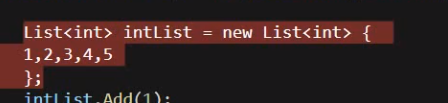 List<int> intList = new List<int> {
1,2,3,4,5
};
intList.Add(1);